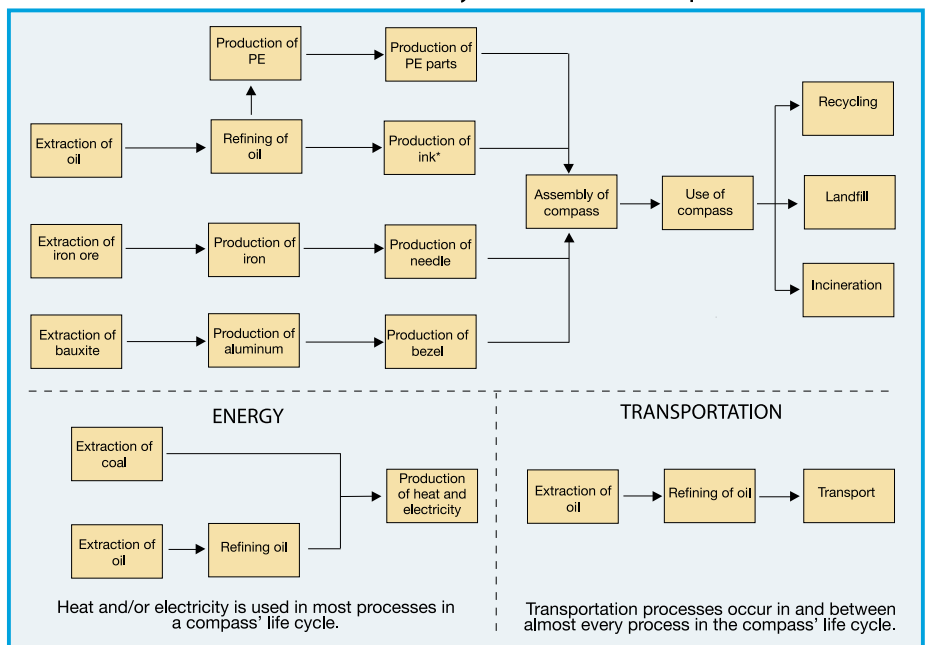 Production of
PE
Production of
PE parts
Recycling
Extraction of
oil
Refining of
oil
Production of
ink*
Assembly of
compass
Use of
compass
Landfill
Extraction of
iron ore
Production of
iron
Production of
needle
Incineration
Extraction of
bauxite
Production of
aluminum
Production of
bezel
ENERGY
Extraction of
coal
Production
of heat and
electricity
Extraction of
oil
Refining oil
Heat and/or electricity is used in most processes in
a compass’ life cycle.
TRANSPORTATION
Extraction of
oil
Refining of oil
Transport
Transportation processes occur in and between
almost every process in the compass’ life cycle.